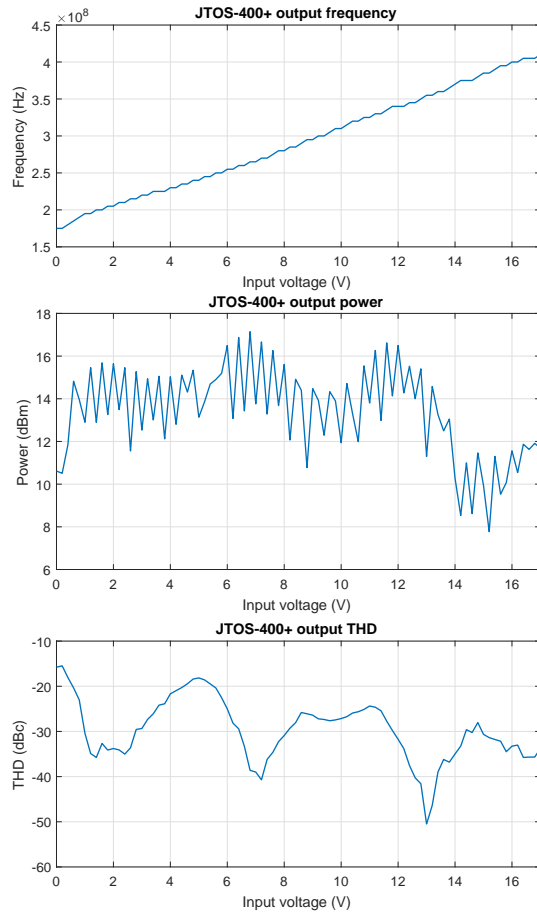 JTOS-400+ output frequency
×10^8
4.5
4
3.5
3
2.5
2
1.5
Frequency (Hz)
0 2 4 6 8 10 12 14 16
Input voltage (V)
JTOS-400+ output power
18
16
14
12
10
8
6
Power (dBm)
0 2 4 6 8 10 12 14 16
Input voltage (V)
JTOS-400+ output THD
-10
-20
-30
-40
-50
-60
THD (dBc)
0 2 4 6 8 10 12 14 16
Input voltage (V)